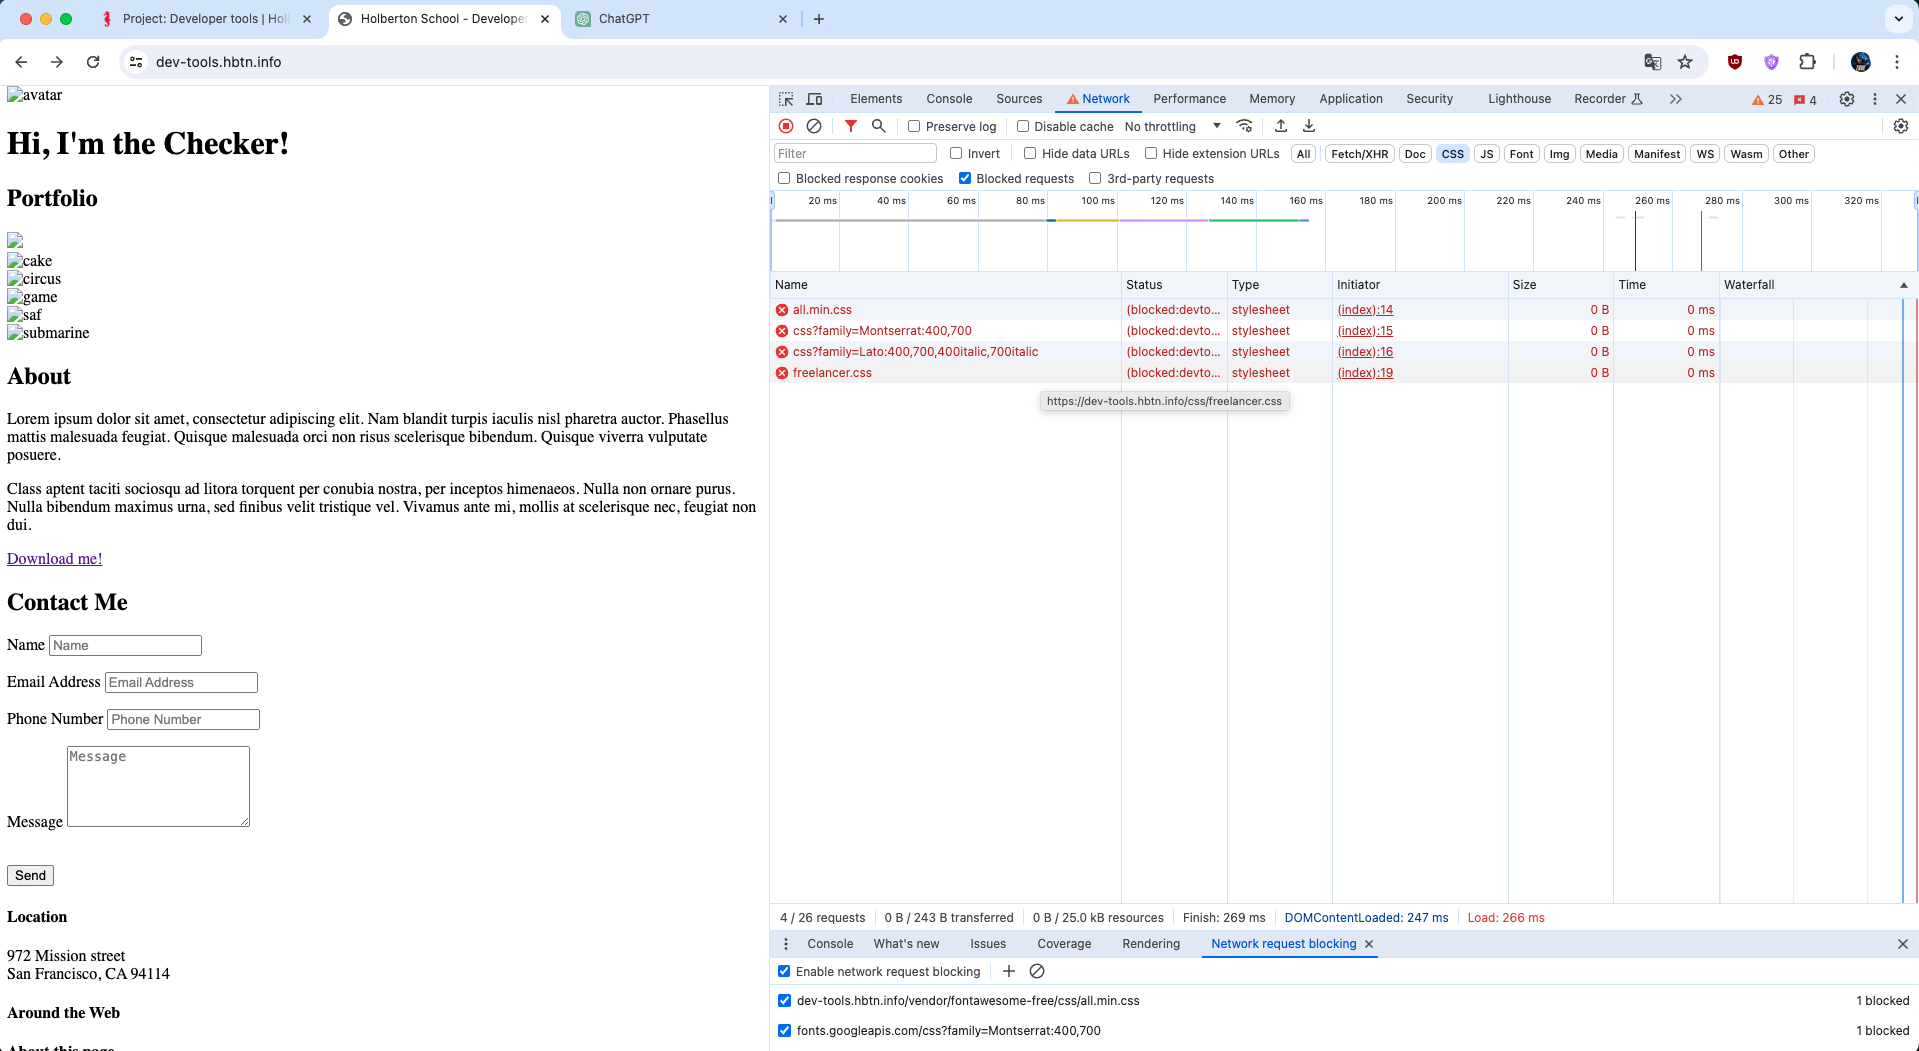 Project: Developer tools | Hol
Holberton School - Developer
ChatGPT
dev-tools.hbtn.info
avatar
Hi, I'm the Checker!
Portfolio
cake
circus
game
saf
submarine
About
Lorem ipsum dolor sit amet, consectetur adipiscing elit. Nam blandit turpis iaculis nisl pharetra auctor. Phasellus
mattis malesuada feugiat. Quisque malesuada orci non risus scelerisque bibendum. Quisque viverra vulputate
posuere.
Class aptent taciti sociosqu ad litora torquent per conubia nostra, per inceptos himenaeos. Nulla non ornare purus.
Nulla bibendum maximus urna, sed finibus velit tristique vel. Vivamus ante mi, mollis at scelerisque nec, feugiat non
dui.
Download me!
Contact Me
Name Name
Email Address Email Address
Phone Number Phone Number
Message
Message
Send
Location
972 Mission street
San Francisco, CA 94114
Around the Web
About this page
Elements Console Sources Network Performance Memory Application Security Lighthouse Recorder 25 4
Preserve log Disable cache No throttling
Filter Invert Hide data URLs Hide extension URLs All Fetch/XHR Doc CSS JS Font Img Media Manifest WS Wasm Other
Blocked response cookies Blocked requests 3rd-party requests
20 ms 40 ms 60 ms 80 ms 100 ms 120 ms 140 ms 160 ms 180 ms 200 ms 220 ms 240 ms 260 ms 280 ms 300 ms 320 ms
Name Status Type Initiator Size Time Waterfall
all.min.css (blocked:devto... stylesheet (index):14 0 B 0 ms
css?family=Montserrat:400,700 (blocked:devto... stylesheet (index):15 0 B 0 ms
css?family=Lato:400,700,400italic,700italic (blocked:devto... stylesheet (index):16 0 B 0 ms
freelancer.css (blocked:devto... stylesheet (index):19 0 B 0 ms
https://dev-tools.hbtn.info/css/freelancer.css
4 / 26 requests 0 B / 243 B transferred 0 B / 25.0 kB resources Finish: 269 ms DOMContentLoaded: 247 ms Load: 266 ms
Console What's new Issues Coverage Rendering Network request blocking
Enable network request blocking
dev-tools.hbtn.info/vendor/fontawesome-free/css/all.min.css 1 blocked
fonts.googleapis.com/css?family=Montserrat:400,700 1 blocked